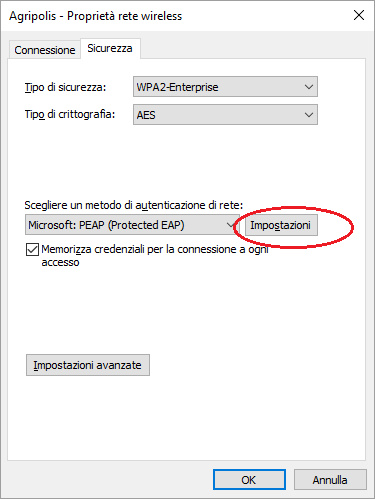 Agripolis - Proprietà rete wireless
Connessione
Sicurezza
Tipo di sicurezza:
WPA2-Enterprise
Tipo di crittografia:
AES
Scegliere un metodo di autenticazione di rete:
Microsoft: PEAP (Protected EAP)
Impostazioni
Memorizza credenziali per la connessione a ogni
accesso
Impostazioni avanzate
OK
Annulla